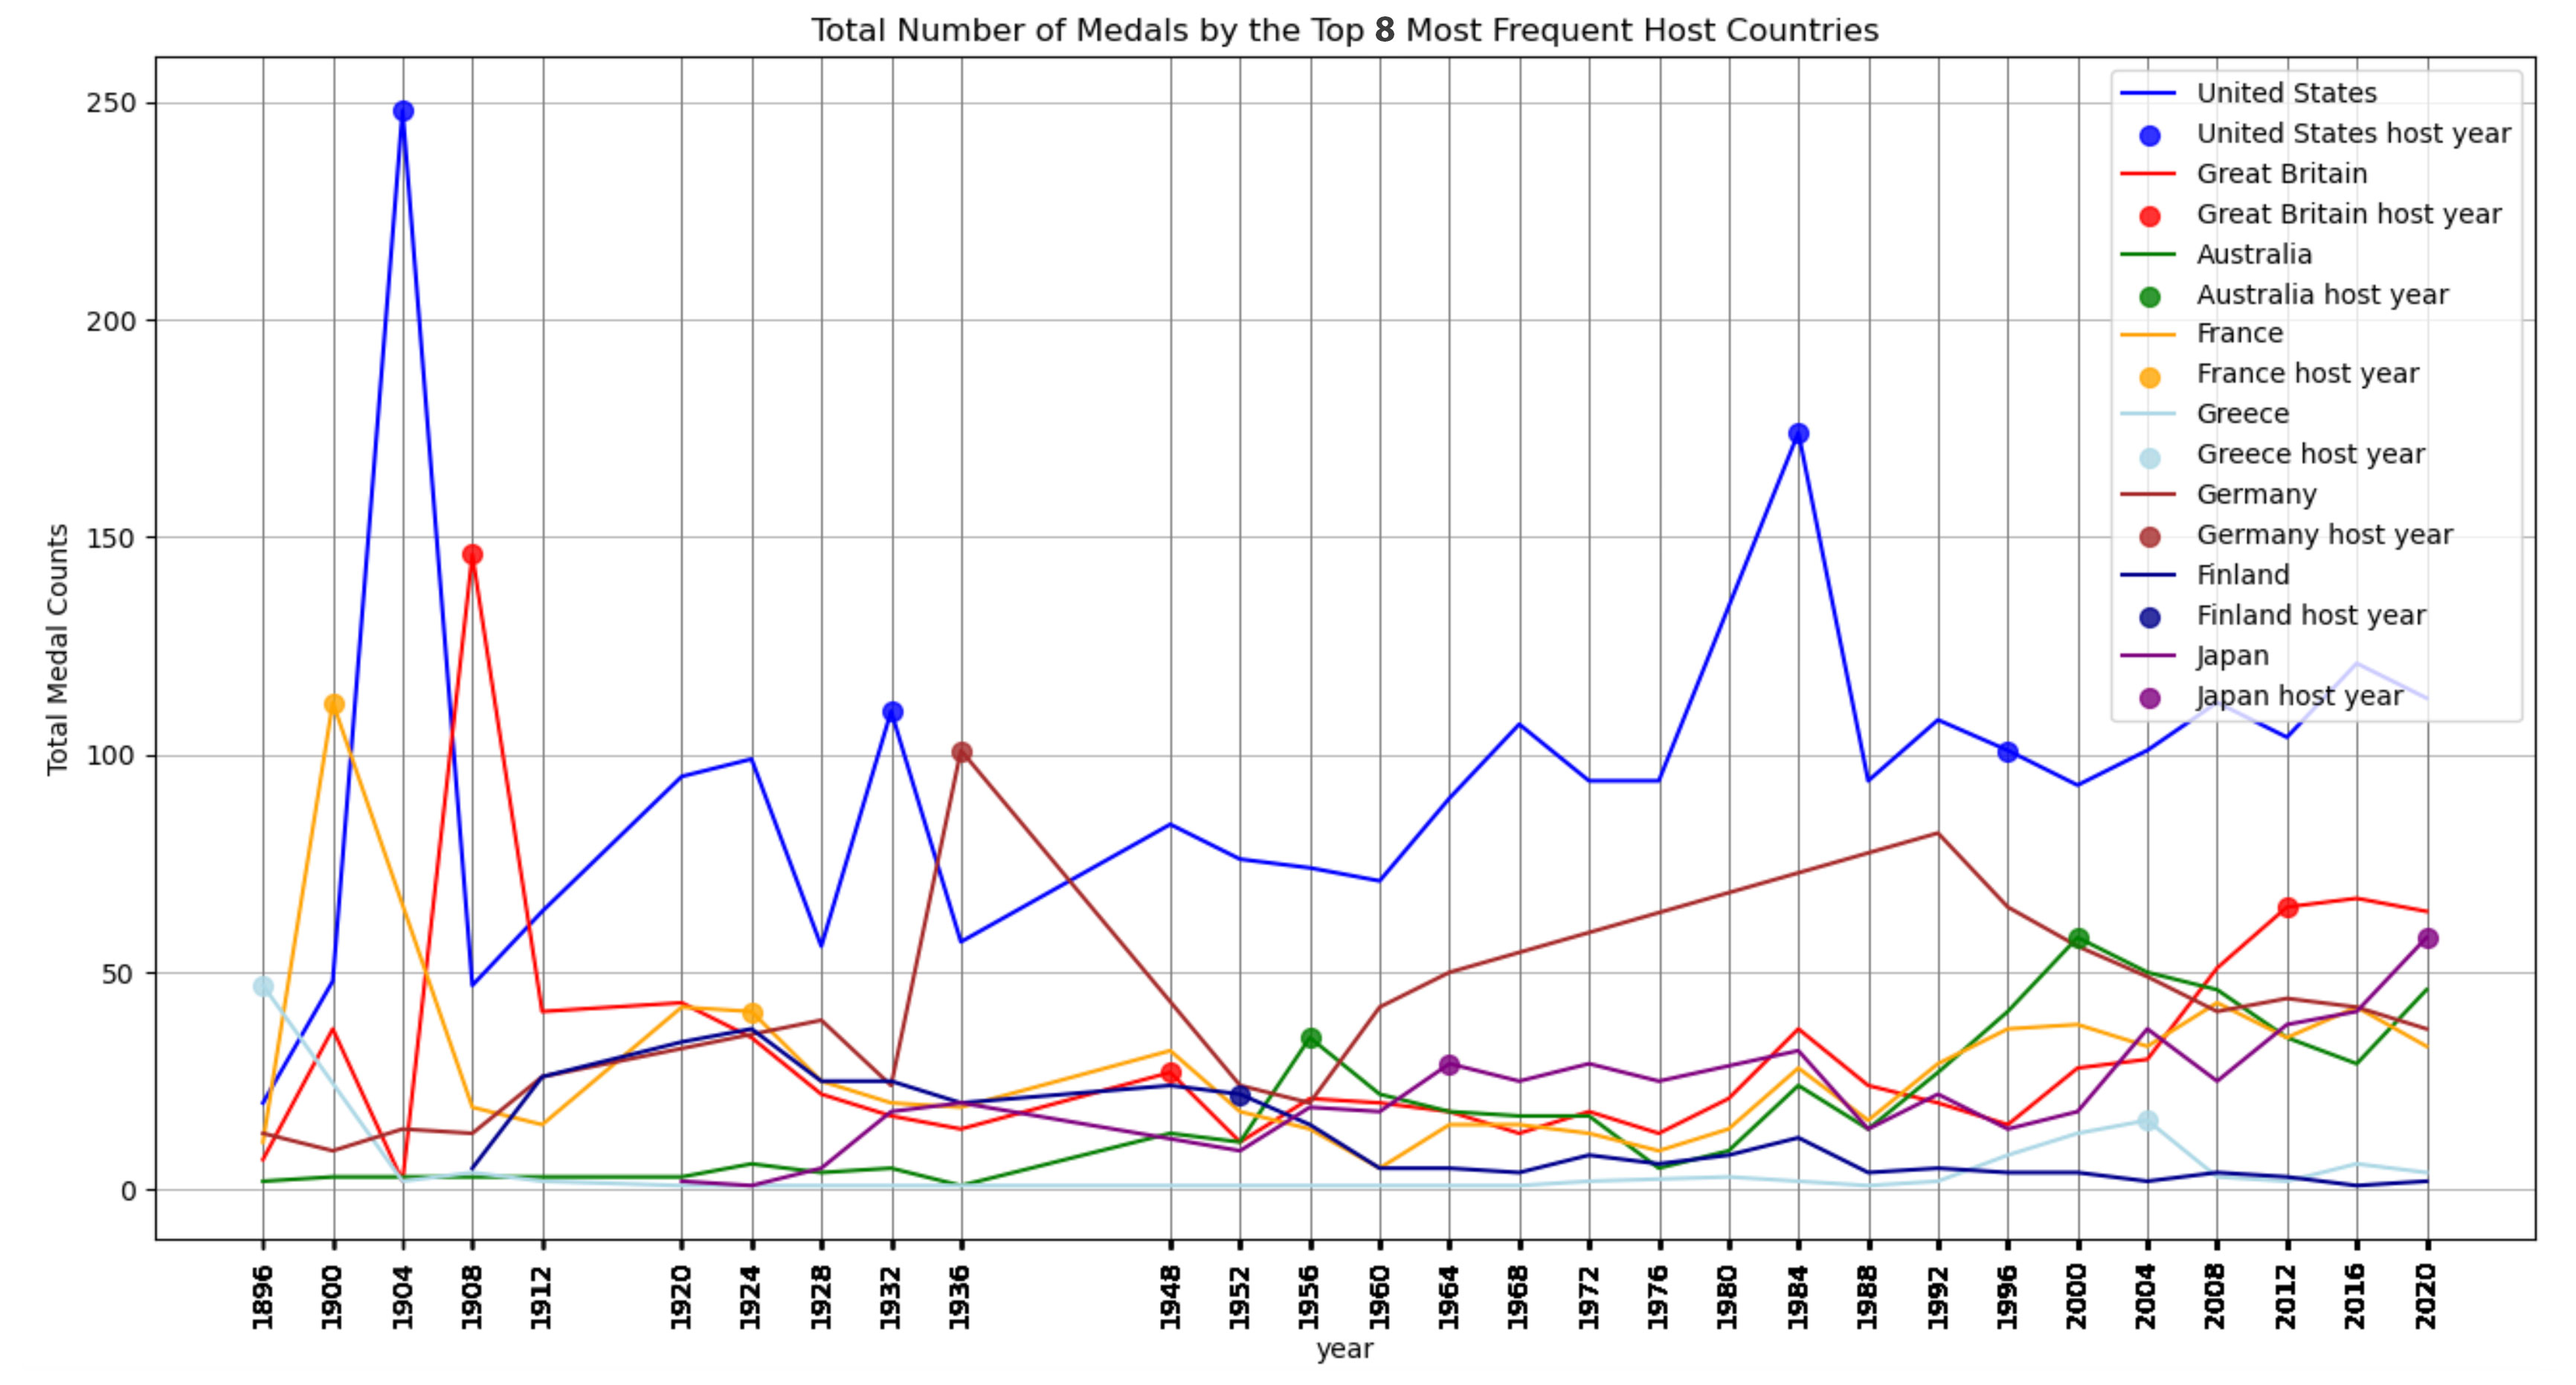 Total Number of Medals by the Top 8 Most Frequent Host Countries
250
200
150
100
50
0
Total Medal Counts
United States
United States host year
Great Britain
Great Britain host year
Australia
Australia host year
France
France host year
Greece
Greece host year
Germany
Germany host year
Finland
Finland host year
Japan
Japan host year
1896 1900 1904 1908 1912 1920 1924 1928 1932 1936 1948 1952 1956 1960 1964 1968 1972 1976 1980 1984 1988 1992 1996 2000 2004 2008 2012 2016 2020
year